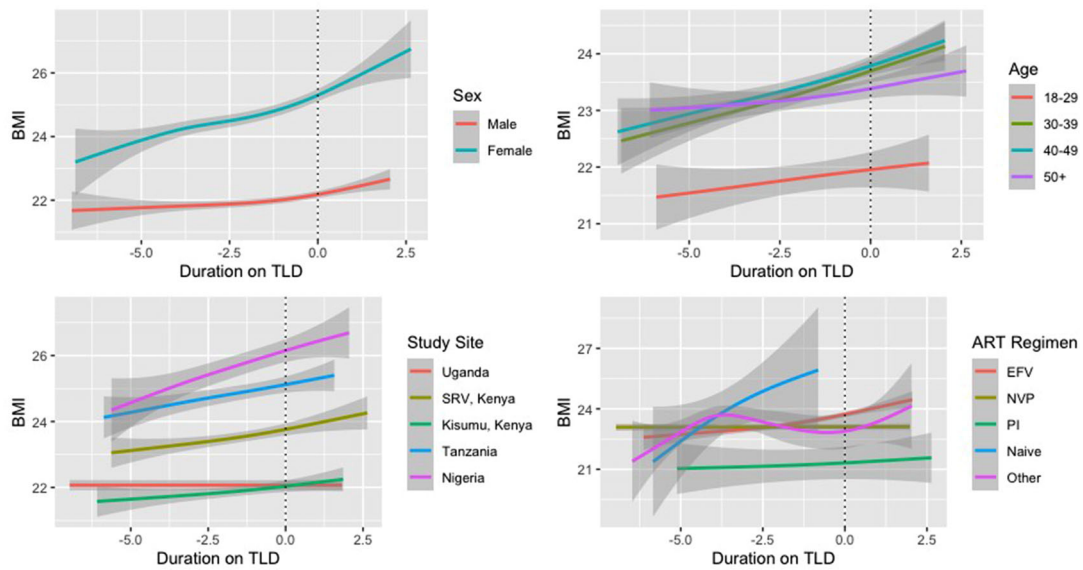 BMI
26
24
22
-5.0 -2.5 0.0 2.5
Duration on TLD
Sex
Male
Female
BMI
24
23
22
21
-5.0 -2.5 0.0 2.5
Duration on TLD
Age
18-29
30-39
40-49
50+
BMI
26
24
22
-5.0 -2.5 0.0 2.5
Duration on TLD
Study Site
Uganda
SRV, Kenya
Kisumu, Kenya
Tanzania
Nigeria
BMI
27
24
21
-5.0 -2.5 0.0 2.5
Duration on TLD
ART Regimen
EFV
NVP
PI
Naive
Other